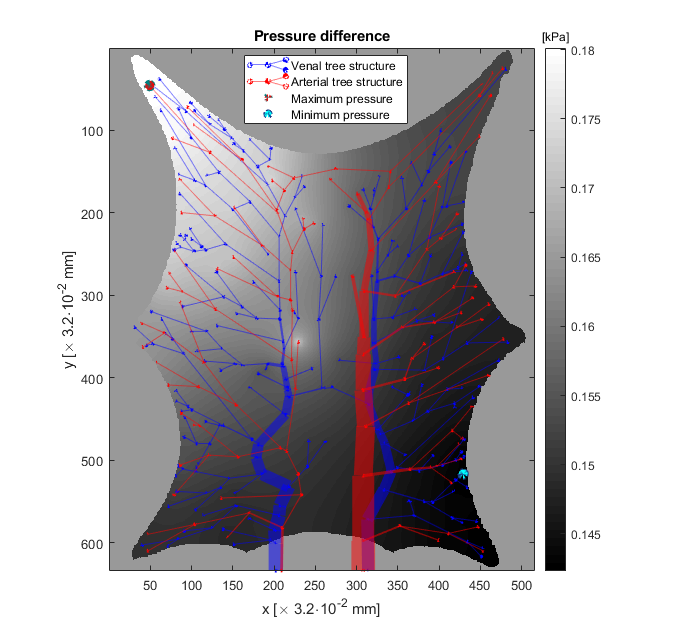 Pressure difference
[kPa]
Venal tree structure
Arterial tree structure
Maximum pressure
Minimum pressure
0.18
0.175
0.17
0.165
0.16
0.155
0.15
0.145
100
200
300
400
500
600
y [× 3.2·10⁻² mm]
50 100 150 200 250 300 350 400 450 500
x [× 3.2·10⁻² mm]